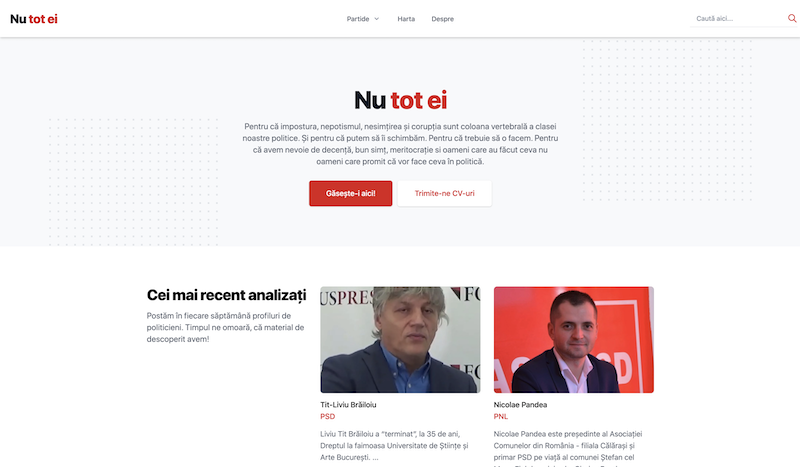 Nu tot ei
Partide
Harta
Despre
Caută aici...
Nu tot ei
Pentru că impostura, nepotismul, nesimțirea și corupția sunt coloana vertebrală a clasei
noastre politice. Și pentru că putem să îi schimbăm. Pentru că trebuie să o facem. Pentru
că avem nevoie de decență, bun simț, meritocrație si oameni care au făcut ceva nu
oameni care promit că vor face ceva în politică.
Găsește-i aici!
Trimite-ne CV-uri
Cei mai recent analizați
Postăm în fiecare săptămână profiluri de
politicieni. Timpul ne omoară, că material de
descoperit avem!
USPRES
Tit-Liviu Brăiloiu
PSD
Liviu Tit Brăiloiu a “terminat”, la 35 de ani,
Dreptul la faimoasa Universitate de Științe și
Arte București. ...
Nicolae Pandea
PNL
Nicolae Pandea este președinte al Asociației
Comunelor din România - filiala Călărași și
primar PSD pe viață al comunei Ștefan cel